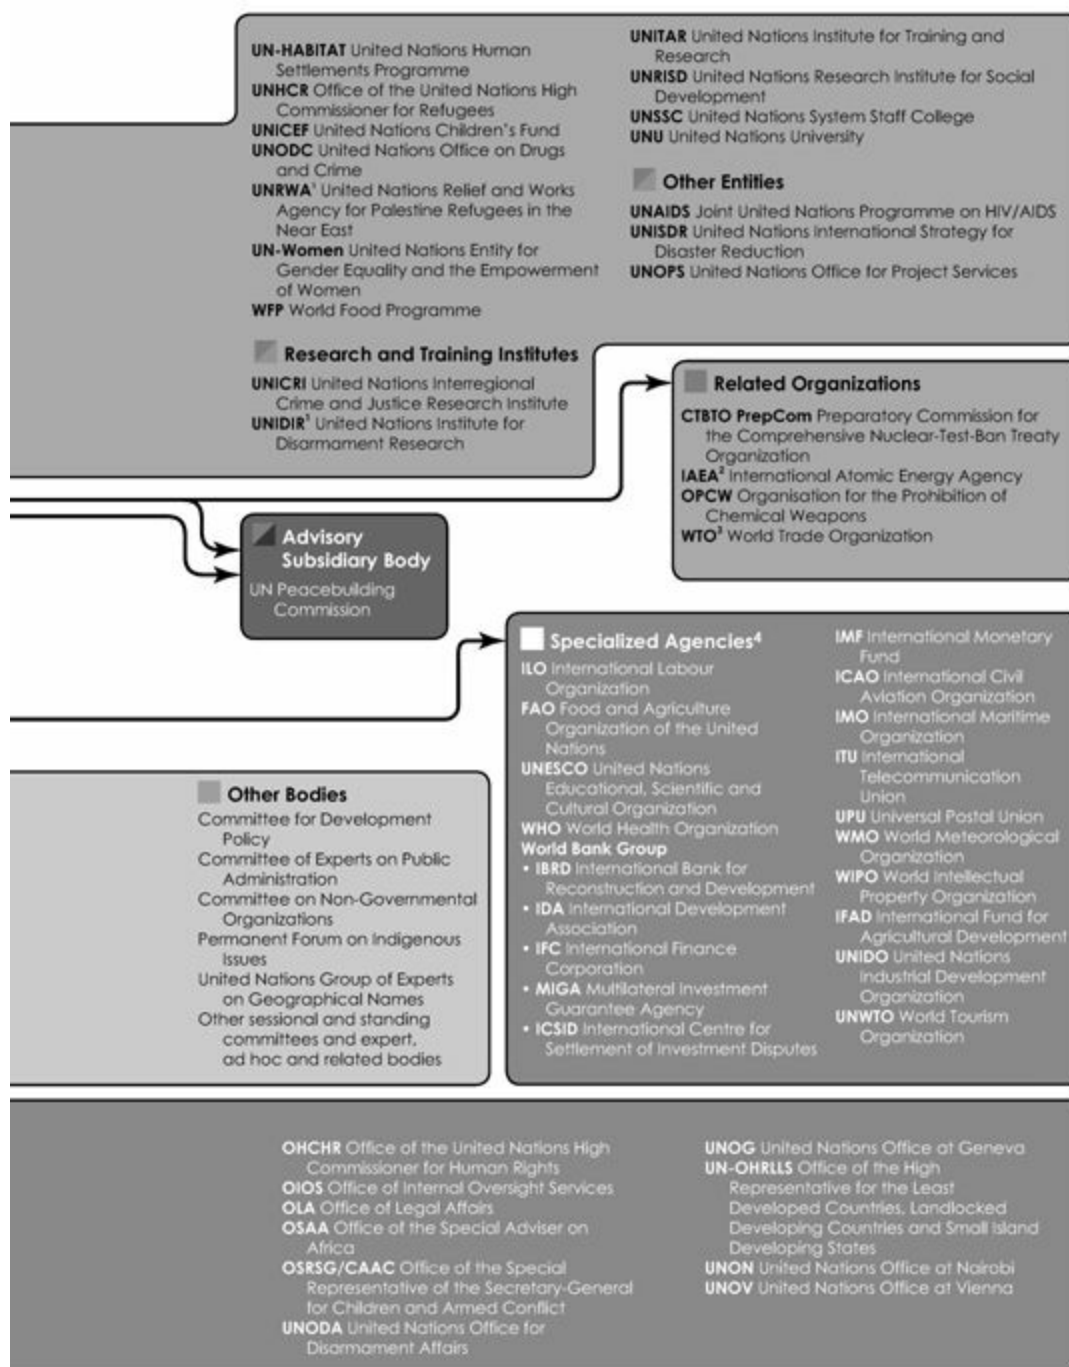 UN-HABITAT United Nations Human
Settlements Programme
UNHCR Office of the United Nations High
Commissioner for Refugees
UNICEF United Nations Children's Fund
UNODC United Nations Office on Drugs
and Crime
UNRWA¹ United Nations Relief and Works
Agency for Palestine Refugees in the
Near East
UN-Women United Nations Entity for
Gender Equality and the Empowerment
of Women
WFP World Food Programme
Research and Training Institutes
UNICRI United Nations Interregional
Crime and Justice Research Institute
UNIDIR¹ United Nations Institute for
Disarmament Research
UNITAR United Nations Institute for Training and
Research
UNRISD United Nations Research Institute for Social
Development
UNSSC United Nations System Staff College
UNU United Nations University
Other Entities
UNAIDS Joint United Nations Programme on HIV/AIDS
UNISDR United Nations International Strategy for
Disaster Reduction
UNOPS United Nations Office for Project Services
Related Organizations
CTBTO PrepCom Preparatory Commission for
the Comprehensive Nuclear-Test-Ban Treaty
Organization
IAEA² International Atomic Energy Agency
OPCW Organisation for the Prohibition of
Chemical Weapons
WTO³ World Trade Organization
Advisory
Subsidiary Body
UN Peacebuilding
Commission
Specialized Agencies⁴
ILO International Labour
Organization
FAO Food and Agriculture
Organization of the United
Nations
UNESCO United Nations
Educational, Scientific and
Cultural Organization
WHO World Health Organization
World Bank Group
• IBRD International Bank for
Reconstruction and Development
• IDA International Development
Association
• IFC International Finance
Corporation
• MIGA Multilateral Investment
Guarantee Agency
• ICSID International Centre for
Settlement of Investment Disputes
IMF International Monetary
Fund
ICAO International Civil
Aviation Organization
IMO International Maritime
Organization
ITU International
Telecommunication
Union
UPU Universal Postal Union
WMO World Meteorological
Organization
WIPO World Intellectual
Property Organization
IFAD International Fund for
Agricultural Development
UNIDO United Nations
Industrial Development
Organization
UNWTO World Tourism
Organization
Other Bodies
Committee for Development
Policy
Committee of Experts on Public
Administration
Committee on Non-Governmental
Organizations
Permanent Forum on Indigenous
Issues
United Nations Group of Experts
on Geographical Names
Other sessional and standing
committees and expert,
ad hoc and related bodies
OHCHR Office of the United Nations High
Commissioner for Human Rights
OIOS Office of Internal Oversight Services
OLA Office of Legal Affairs
OSAA Office of the Special Adviser on
Africa
OSRSG/CAAC Office of the Special
Representative of the Secretary-General
for Children and Armed Conflict
UNODA United Nations Office for
Disarmament Affairs
UNOG United Nations Office at Geneva
UN-OHRLLS Office of the High
Representative for the Least
Developed Countries, Landlocked
Developing Countries and Small Island
Developing States
UNON United Nations Office at Nairobi
UNOV United Nations Office at Vienna